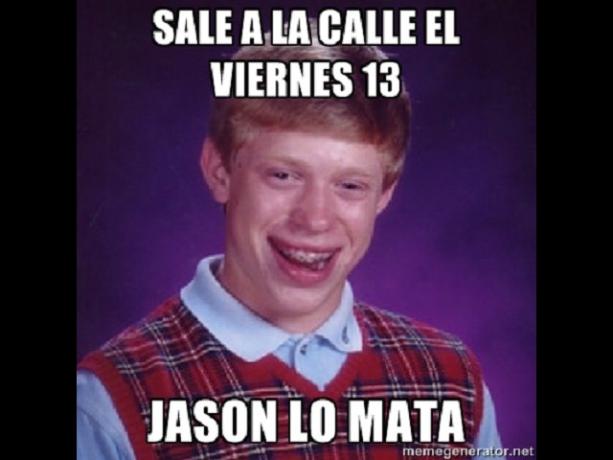 SALE A LA CALLE EL
VIERNES 13
JASON LO MATA
memegenerator.net